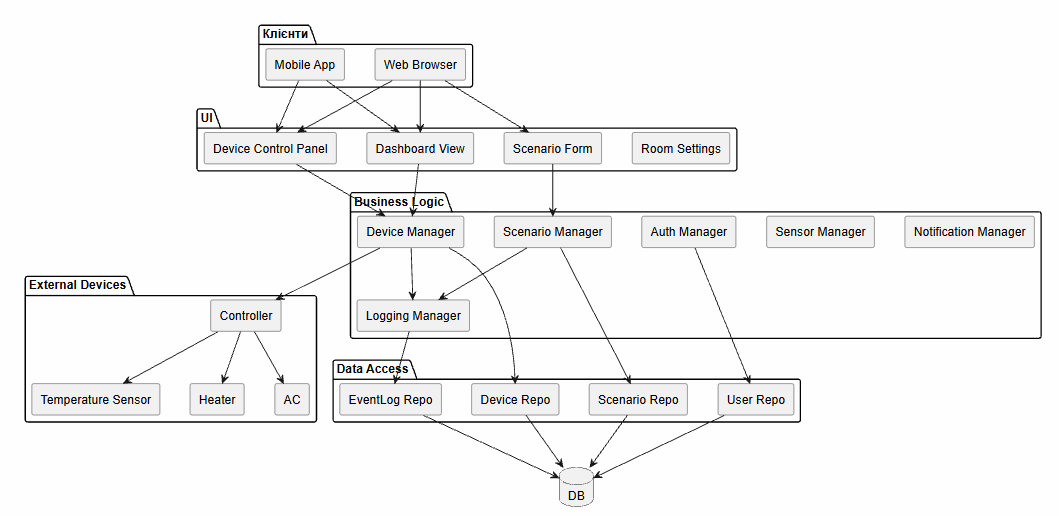 Клієнти
Mobile App
Web Browser
UI
Device Control Panel
Dashboard View
Scenario Form
Room Settings
Business Logic
Device Manager
Scenario Manager
Auth Manager
Sensor Manager
Notification Manager
External Devices
Controller
Logging Manager
Data Access
Temperature Sensor
Heater
AC
EventLog Repo
Device Repo
Scenario Repo
User Repo
DB